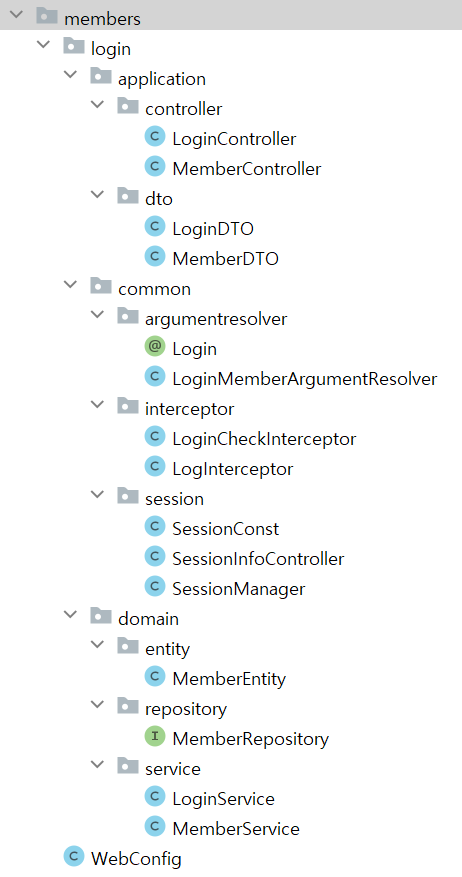 members
login
application
controller
C LoginController
C MemberController
dto
C LoginDTO
C MemberDTO
common
argumentresolver
@ Login
C LoginMemberArgumentResolver
interceptor
C LoginCheckInterceptor
C LogInterceptor
session
C SessionConst
C SessionInfoController
C SessionManager
domain
entity
C MemberEntity
repository
I MemberRepository
service
C LoginService
C MemberService
C WebConfig